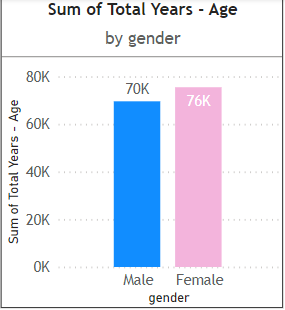 Sum of Total Years - Age
by gender
80K
60K
40K
20K
0K
Sum of Total Years - Age
70K
76K
Male Female
gender